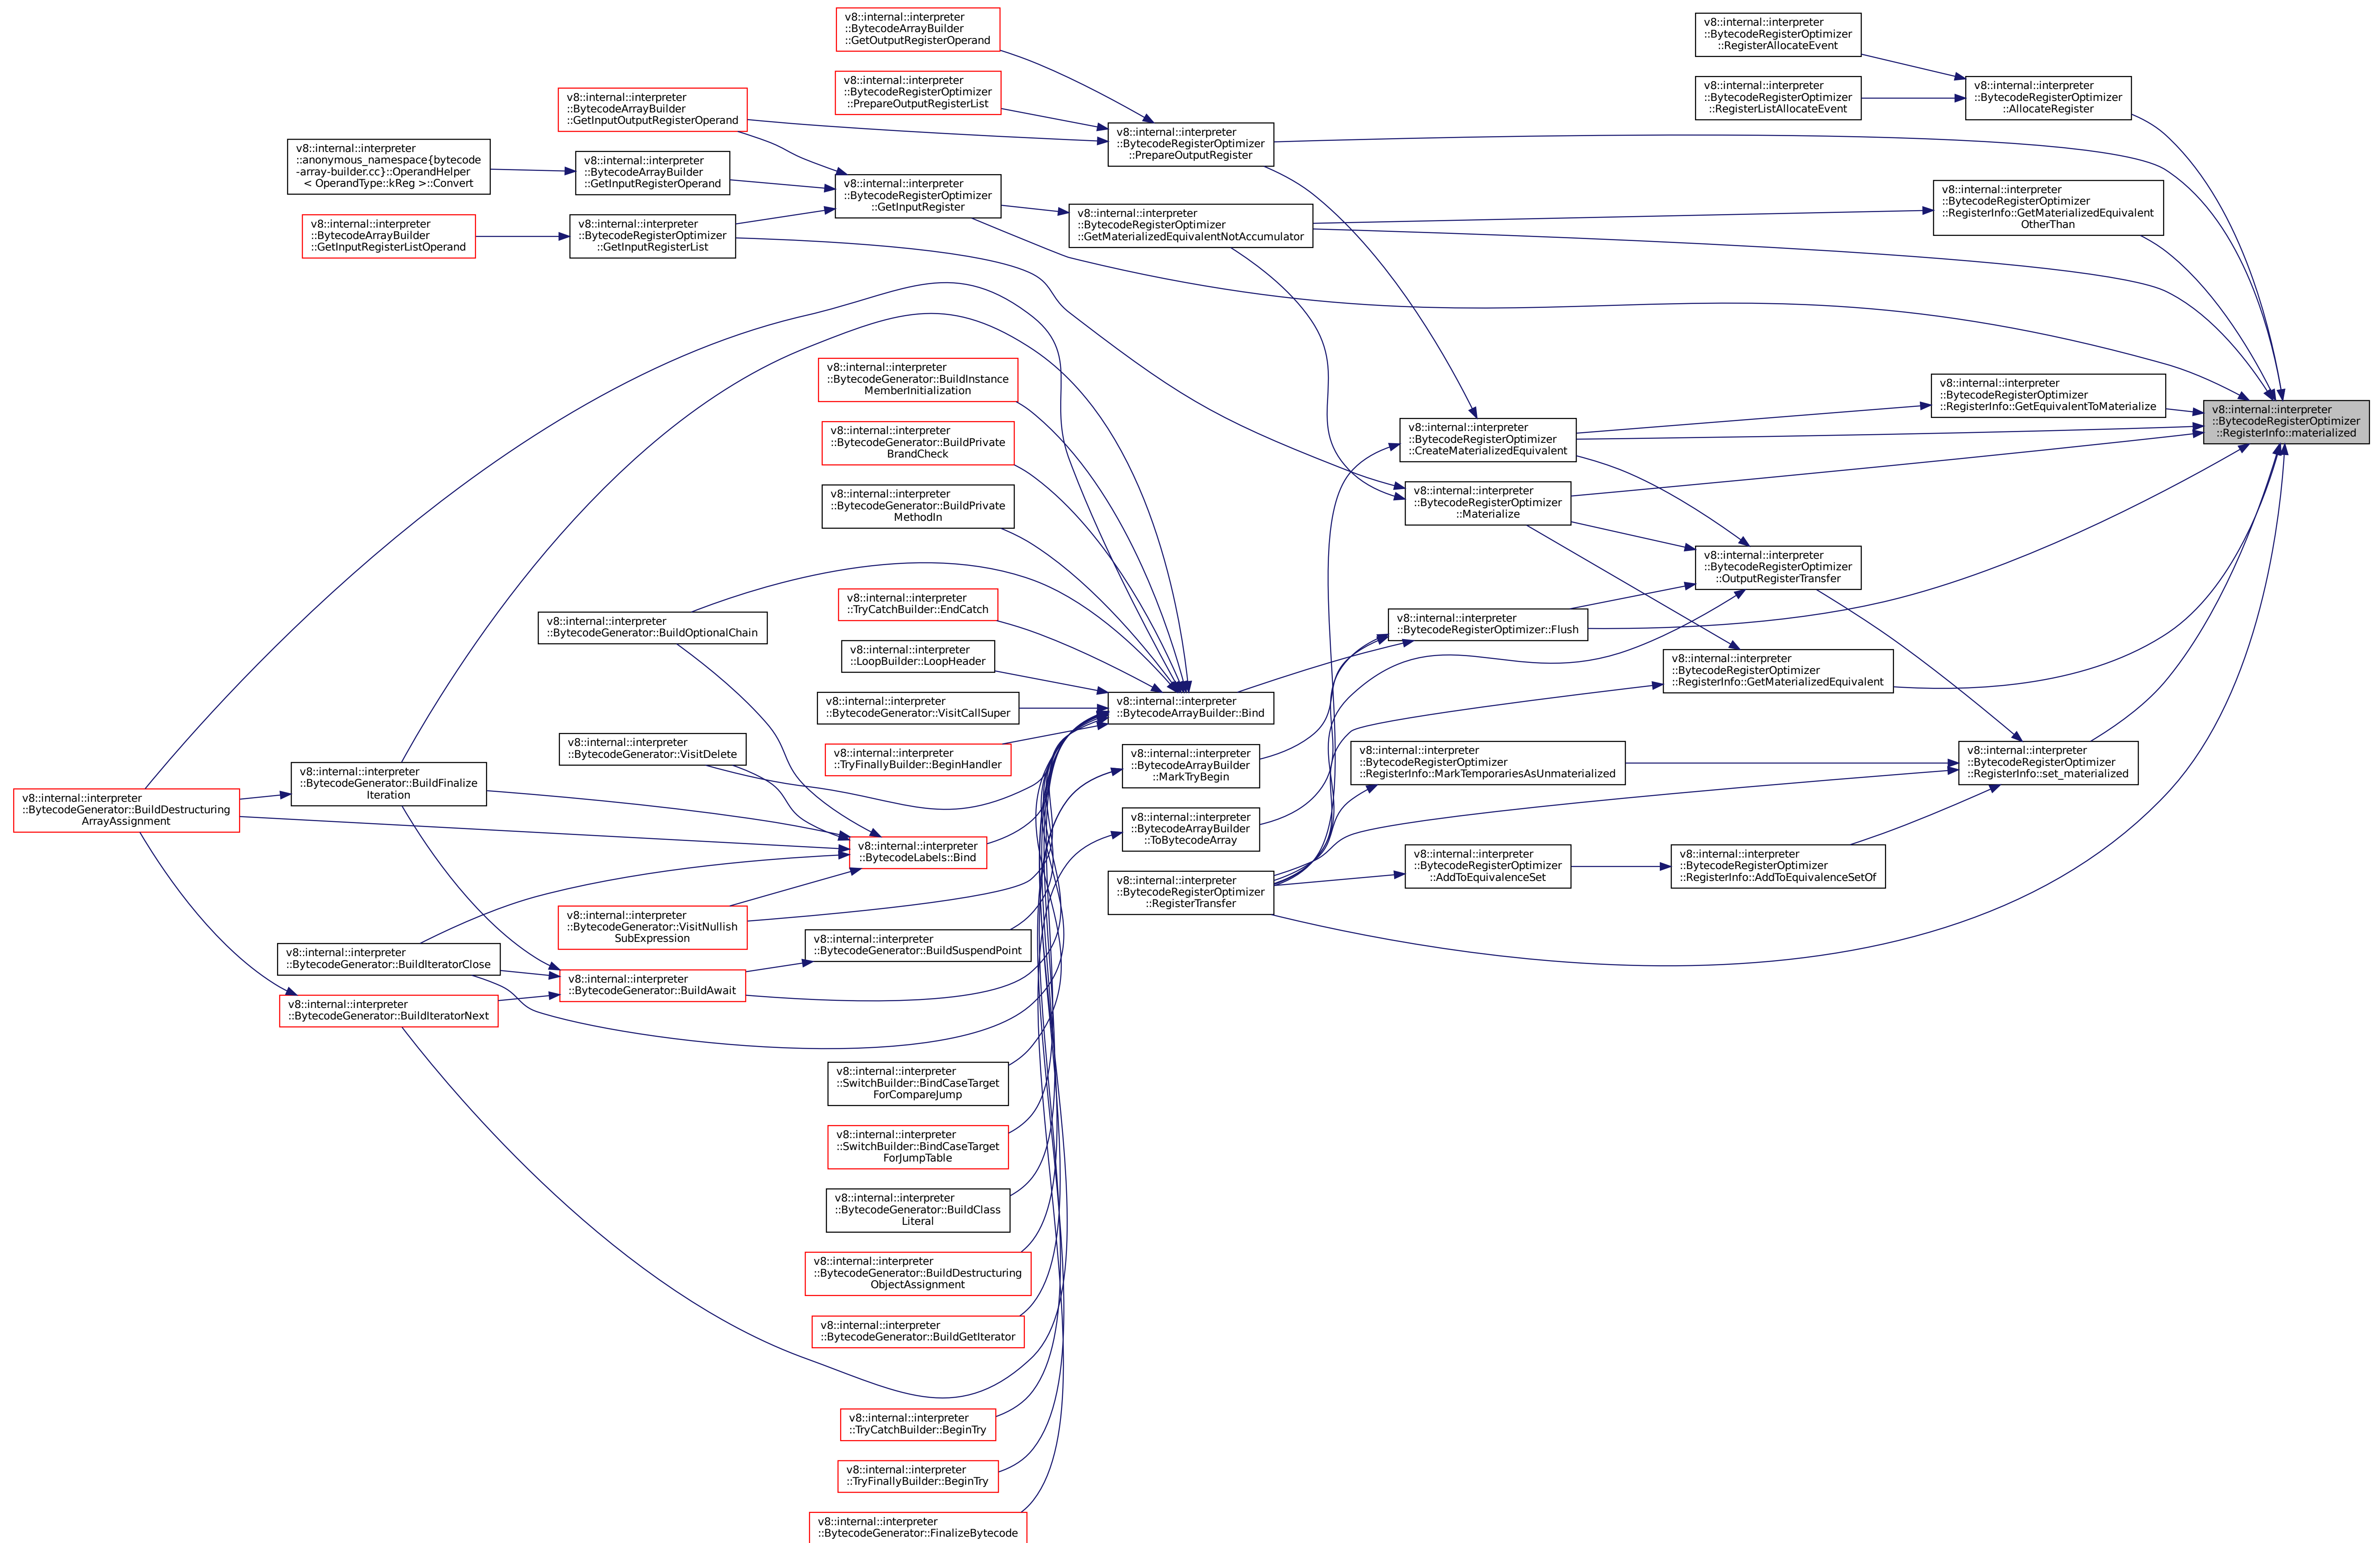 v8::internal::interpreter
::BytecodeArrayBuilder
::GetOutputRegisterOperand
v8::internal::interpreter
::BytecodeRegisterOptimizer
::RegisterAllocateEvent
v8::internal::interpreter
::BytecodeRegisterOptimizer
::PrepareOutputRegisterList
v8::internal::interpreter
::BytecodeRegisterOptimizer
::RegisterListAllocateEvent
v8::internal::interpreter
::BytecodeRegisterOptimizer
::AllocateRegister
v8::internal::interpreter
::BytecodeArrayBuilder
::GetInputOutputRegisterOperand
v8::internal::interpreter
::BytecodeRegisterOptimizer
::PrepareOutputRegister
v8::internal::interpreter
::anonymous_namespace{bytecode
-array-builder.cc}::OperandHelper
< OperandType::kReg >::Convert
v8::internal::interpreter
::BytecodeArrayBuilder
::GetInputRegisterOperand
v8::internal::interpreter
::BytecodeRegisterOptimizer
::GetInputRegister
v8::internal::interpreter
::BytecodeRegisterOptimizer
::RegisterInfo::GetMaterializedEquivalent
OtherThan
v8::internal::interpreter
::BytecodeRegisterOptimizer
::GetMaterializedEquivalentNotAccumulator
v8::internal::interpreter
::BytecodeArrayBuilder
::GetInputRegisterListOperand
v8::internal::interpreter
::BytecodeRegisterOptimizer
::GetInputRegisterList
v8::internal::interpreter
::BytecodeGenerator::BuildInstance
MemberInitialization
v8::internal::interpreter
::BytecodeRegisterOptimizer
::RegisterInfo::GetEquivalentToMaterialize
v8::internal::interpreter
::BytecodeRegisterOptimizer
::RegisterInfo::materialized
v8::internal::interpreter
::BytecodeGenerator::BuildPrivate
BrandCheck
v8::internal::interpreter
::BytecodeRegisterOptimizer
::CreateMaterializedEquivalent
v8::internal::interpreter
::BytecodeGenerator::BuildPrivate
MethodIn
v8::internal::interpreter
::BytecodeRegisterOptimizer
::Materialize
v8::internal::interpreter
::BytecodeRegisterOptimizer
::OutputRegisterTransfer
v8::internal::interpreter
::TryCatchBuilder::EndCatch
v8::internal::interpreter
::BytecodeGenerator::BuildOptionalChain
v8::internal::interpreter
::BytecodeRegisterOptimizer::Flush
v8::internal::interpreter
::LoopBuilder::LoopHeader
v8::internal::interpreter
::BytecodeRegisterOptimizer
::RegisterInfo::GetMaterializedEquivalent
v8::internal::interpreter
::BytecodeGenerator::VisitCallSuper
v8::internal::interpreter
::BytecodeArrayBuilder::Bind
v8::internal::interpreter
::BytecodeGenerator::VisitDelete
v8::internal::interpreter
::TryFinallyBuilder::BeginHandler
v8::internal::interpreter
::BytecodeArrayBuilder
::MarkTryBegin
v8::internal::interpreter
::BytecodeRegisterOptimizer
::RegisterInfo::MarkTemporariesAsUnmaterialized
v8::internal::interpreter
::BytecodeRegisterOptimizer
::RegisterInfo::set_materialized
v8::internal::interpreter
::BytecodeGenerator::BuildFinalize
Iteration
v8::internal::interpreter
::BytecodeGenerator::BuildDestructuring
ArrayAssignment
v8::internal::interpreter
::BytecodeArrayBuilder
::ToBytecodeArray
v8::internal::interpreter
::BytecodeLabels::Bind
v8::internal::interpreter
::BytecodeRegisterOptimizer
::AddToEquivalenceSet
v8::internal::interpreter
::BytecodeRegisterOptimizer
::RegisterInfo::AddToEquivalenceSetOf
v8::internal::interpreter
::BytecodeRegisterOptimizer
::RegisterTransfer
v8::internal::interpreter
::BytecodeGenerator::VisitNullish
SubExpression
v8::internal::interpreter
::BytecodeGenerator::BuildSuspendPoint
v8::internal::interpreter
::BytecodeGenerator::BuildIteratorClose
v8::internal::interpreter
::BytecodeGenerator::BuildAwait
v8::internal::interpreter
::BytecodeGenerator::BuildIteratorNext
v8::internal::interpreter
::SwitchBuilder::BindCaseTarget
ForCompareJump
v8::internal::interpreter
::SwitchBuilder::BindCaseTarget
ForJumpTable
v8::internal::interpreter
::BytecodeGenerator::BuildClass
Literal
v8::internal::interpreter
::BytecodeGenerator::BuildDestructuring
ObjectAssignment
v8::internal::interpreter
::BytecodeGenerator::BuildGetIterator
v8::internal::interpreter
::TryCatchBuilder::BeginTry
v8::internal::interpreter
::TryFinallyBuilder::BeginTry
v8::internal::interpreter
::BytecodeGenerator::FinalizeBytecode